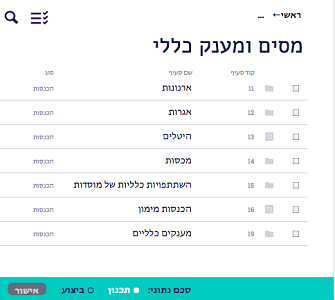 ראשי← ...
מסים ומענק כללי
קוד סעיף שם סעיף סוג
11 ארנונות הכנסות
12 אגרות הכנסות
13 היטלים הכנסות
14 מכסות הכנסות
15 השתתפויות כלליות של מוסדות הכנסות
16 הכנסות מימון הכנסות
19 מענקים כלליים הכנסות
סכם נתוני: תכנון ביצוע אישור